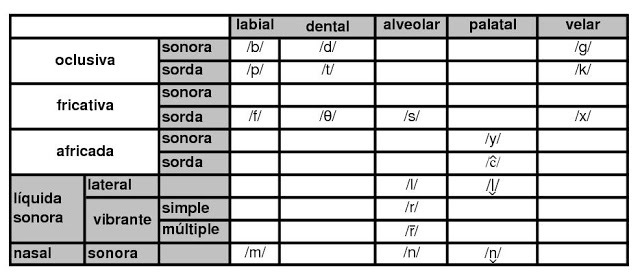 labial dental alveolar palatal velar
oclusiva sonora /b/ /d/ /g/
sorda /p/ /t/ /k/
fricativa sonora
sorda /f/ /θ/ /s/ /x/
africada sonora /y/
sorda /ĉ/
líquida sonora lateral /l/ /l̬/
vibrante simple /r/
múltiple /r̄/
nasal sonora /m/ /n/ /n̬/